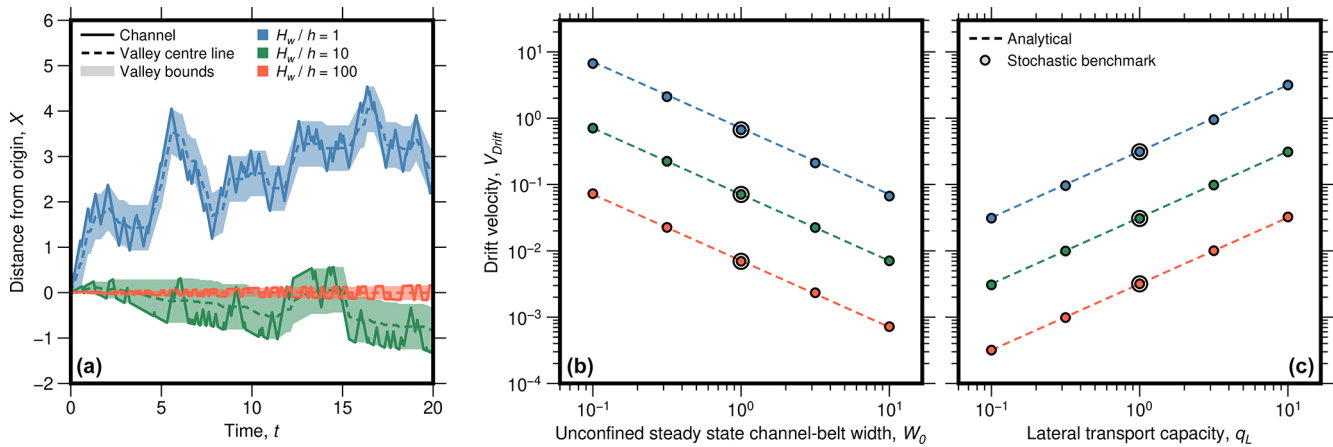 Channel
Valley centre line
Valley bounds
H_w / h = 1
H_w / h = 10
H_w / h = 100
Distance from origin, X
6
5
4
3
2
1
0
−1
−2
(a)
0
5
10
15
20
Time, t
Drift velocity, V_Drift
10^1
10^0
10^−1
10^−2
10^−3
10^−4
(b)
10^−1
10^0
10^1
Unconfined steady state channel-belt width, W_0
Analytical
Stochastic benchmark
(c)
10^−1
10^0
10^1
Lateral transport capacity, q_L